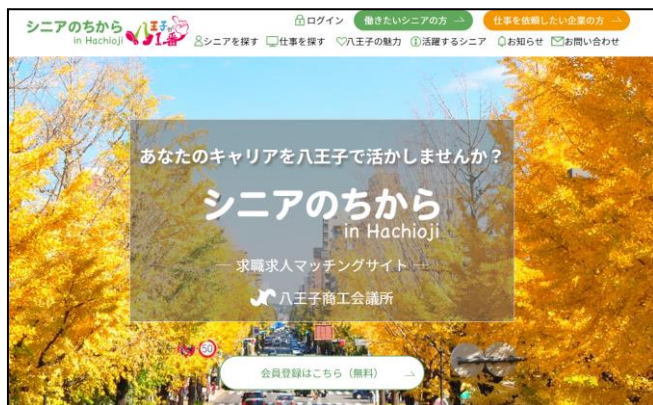 シニアのちから
in Hachioji
八王子が
1番
ログイン
働きたいシニアの方 →
仕事を依頼したい企業の方 →
シニアを探す
仕事を探す
八王子の魅力
活躍するシニア
お知らせ
お問い合わせ
あなたのキャリアを八王子で活かしませんか？
シニアのちから
in Hachioji
― 求職求人マッチングサイト ―
八王子商工会議所
50
会員登録はこちら（無料） →